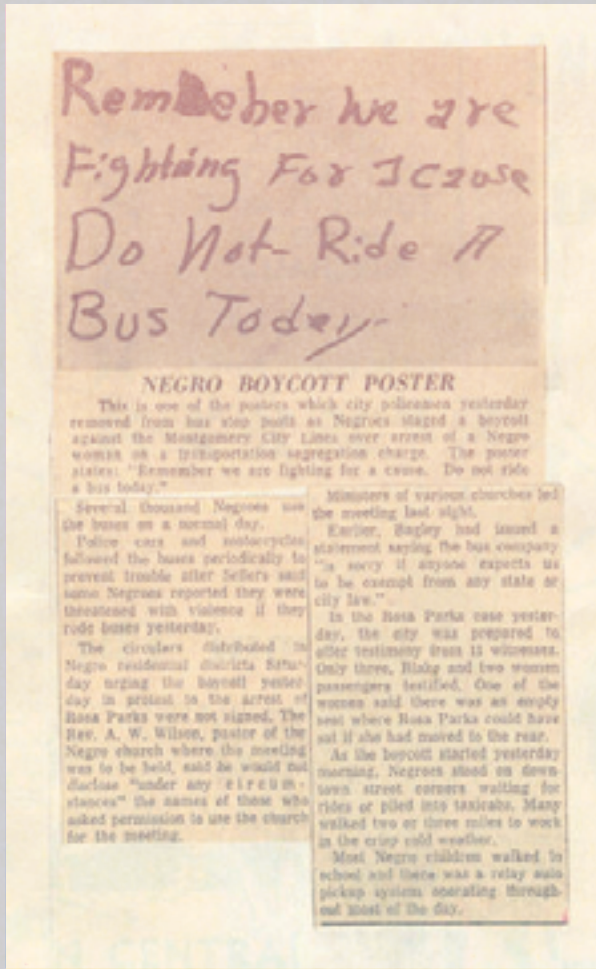 Remember We are
Fighting For I cause
Do Not- Ride A
Bus Today-
NEGRO BOYCOTT POSTER
This is one of the posters which city policemen yesterday
removed from bus stop posts as Negroes staged a boycott
against the Montgomery City Lines over arrest of a Negro
woman on a transportation segregation charge. The poster
states: "Remember we are fighting for a cause. Do not ride
a bus today."
Several thousand Negroes use
the buses on a normal day.
Police cars and motorcycles
followed the buses periodically to
prevent trouble after Sellers said
some Negroes reported they were
threatened with violence if they
rode buses yesterday.
The circulars distributed in
Negro residential districts Satur-
day urging the boycott yester-
day in protest to the arrest of
Rosa Parks were not signed. The
Rev. A. W. Wilson, pastor of the
Negro church where the meeting
was to be held, said he would not
disclose "under any circum-
stances" the names of those who
asked permission to use the church
for the meeting.
Ministers of various churches led
the meeting last night.
Earlier, Bagley had issued a
statement saying the bus company
"is sorry if anyone expects us
to be exempt from any state or
city law."
In the Rosa Parks case yester-
day, the city was prepared to
offer testimony from 11 witnesses.
Only three, Blake and two women
passengers testified. One of the
women said there was an empty
seat where Rosa Parks could have
sat if she had moved to the rear.
As the boycott started yesterday
morning, Negroes stood on down-
town street corners waiting for
rides or piled into taxicabs. Many
walked two or three miles to work
in the crisp cold weather.
Most Negro children walked to
school and there was a relay auto
pickup system operating through-
out most of the day.